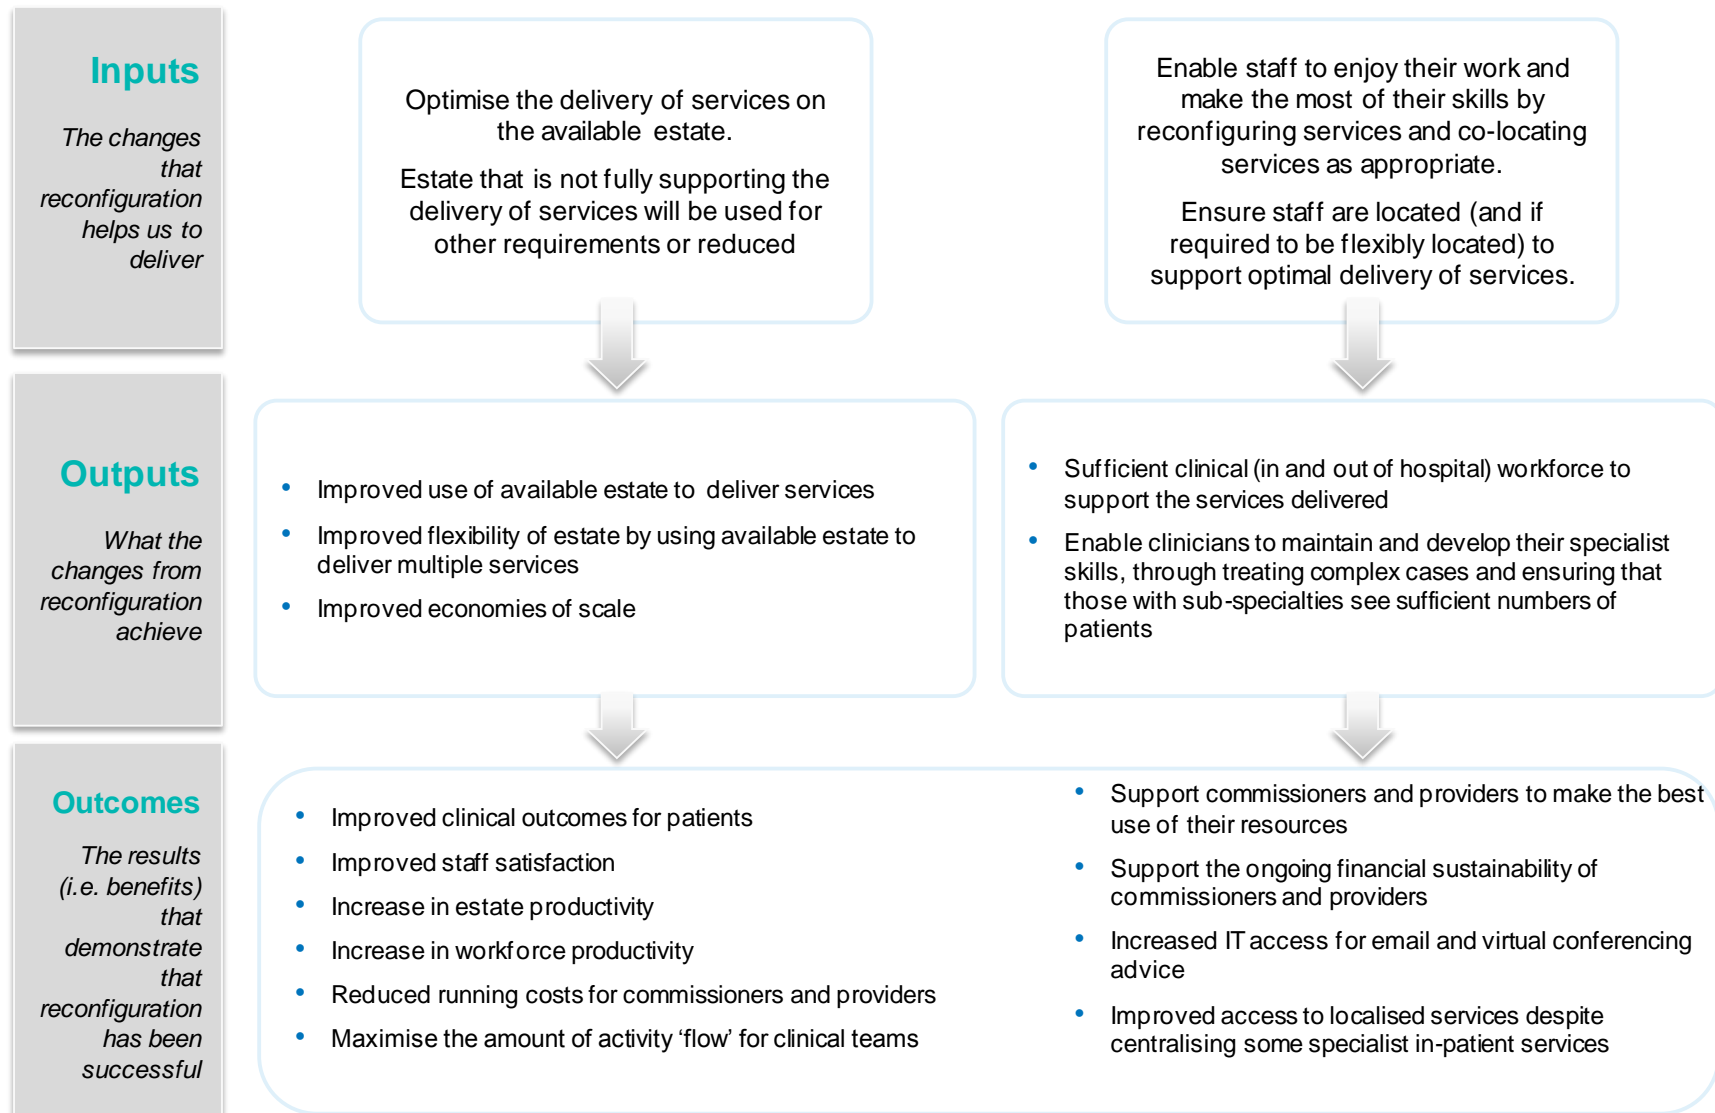 Inputs
The changes
that
reconfiguration
helps us to
deliver
Optimise the delivery of services on
the available estate.
Estate that is not fully supporting the
delivery of services will be used for
other requirements or reduced
Enable staff to enjoy their work and
make the most of their skills by
reconfiguring services and co-locating
services as appropriate.
Ensure staff are located (and if
required to be flexibly located) to
support optimal delivery of services.
Outputs
What the
changes from
reconfiguration
achieve
• Improved use of available estate to deliver services
• Improved flexibility of estate by using available estate to
deliver multiple services
• Improved economies of scale
• Sufficient clinical (in and out of hospital) workforce to
support the services delivered
• Enable clinicians to maintain and develop their specialist
skills, through treating complex cases and ensuring that
those with sub-specialties see sufficient numbers of
patients
Outcomes
The results
(i.e. benefits)
that
demonstrate
that
reconfiguration
has been
successful
• Improved clinical outcomes for patients
• Improved staff satisfaction
• Increase in estate productivity
• Increase in workforce productivity
• Reduced running costs for commissioners and providers
• Maximise the amount of activity ‘flow’ for clinical teams
• Support commissioners and providers to make the best
use of their resources
• Support the ongoing financial sustainability of
commissioners and providers
• Increased IT access for email and virtual conferencing
advice
• Improved access to localised services despite
centralising some specialist in-patient services